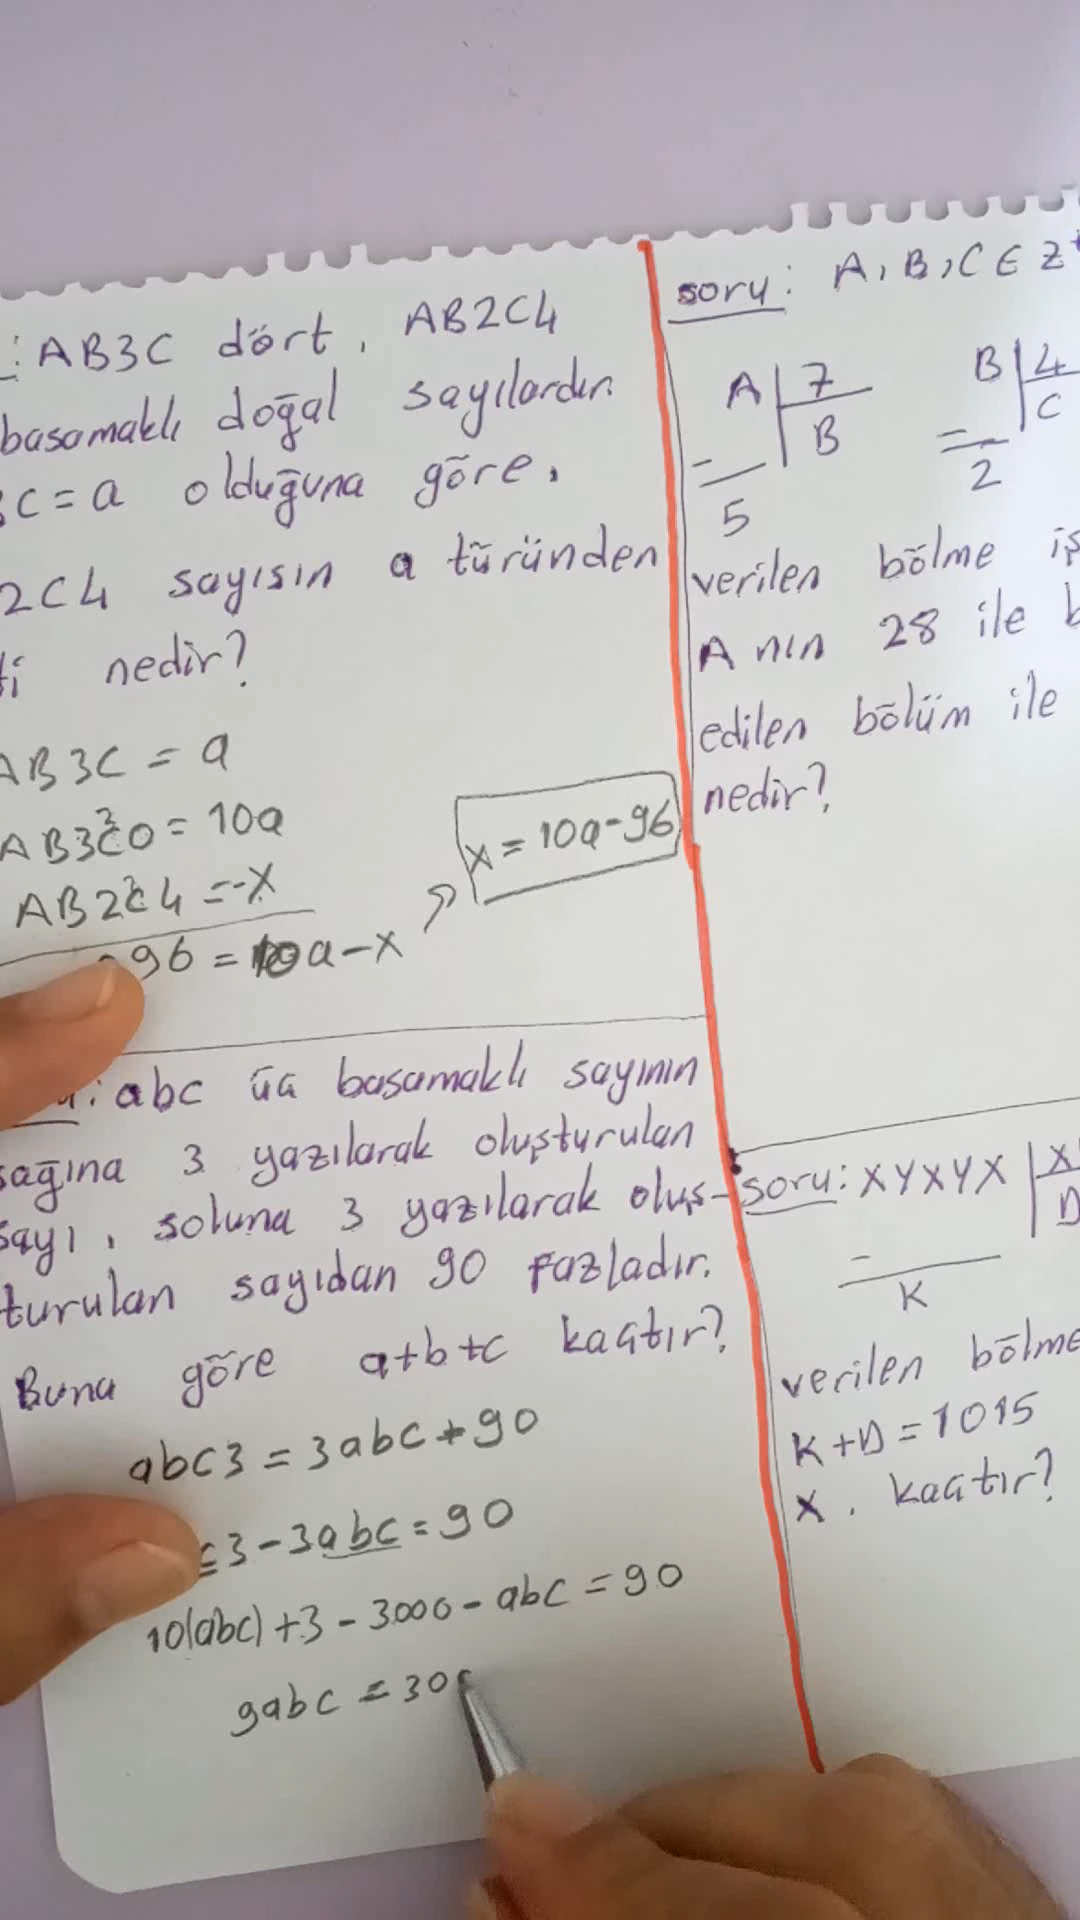 : AB3C dört, AB2C4
basamaklı doğal sayılardır.
C = a olduğuna göre,
2C4 sayısın a türünden
nedir?
AB3C = a
AB3C0 = 10a
AB2C4 = -x
96 = 10a - x
x = 10a - 96
: abc üç basamaklı sayının
sağına 3 yazılarak oluşturulan
sayı, soluna 3 yazılarak oluş-
turulan sayıdan 90 fazladır.
Buna göre a+b+c kaçtır?
abc3 = 3abc + 90
c3 - 3abc = 90
10(abc) + 3 - 3000 - abc = 90
9abc = 30
soru: A, B, C ∈ Z+
A | 7
B
5
B | 4
C
2
verilen bölme iş
A nın 28 ile b
edilen bölüm ile
nedir?
soru: XYXYX | X
D
K
verilen bölme
K + D = 1015
X, kaçtır?